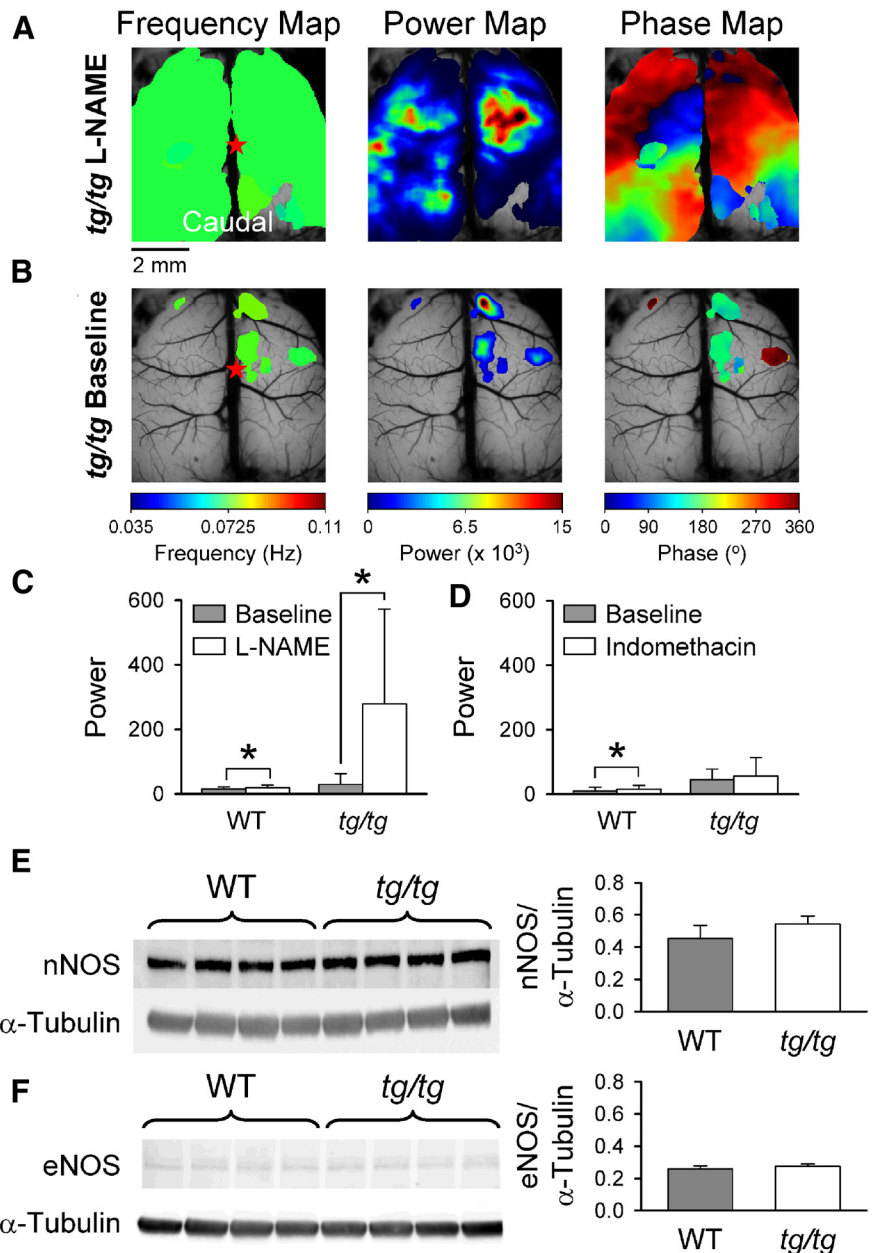 A
Frequency Map
Power Map
Phase Map
tg/tg L-NAME
Caudal
2 mm
B
tg/tg Baseline
0.035 0.0725 0.11
Frequency (Hz)
0 6.5 15
Power (x 10³)
0 90 180 270 360
Phase (°)
C
600
400
200
0
Power
Baseline
L-NAME
*
*
WT
tg/tg
D
600
400
200
0
Power
Baseline
Indomethacin
*
WT
tg/tg
E
WT
tg/tg
nNOS
α-Tubulin
nNOS/
α-Tubulin
0.8
0.6
0.4
0.2
0.0
WT
tg/tg
F
WT
tg/tg
eNOS
α-Tubulin
eNOS/
α-Tubulin
0.8
0.6
0.4
0.2
0.0
WT
tg/tg